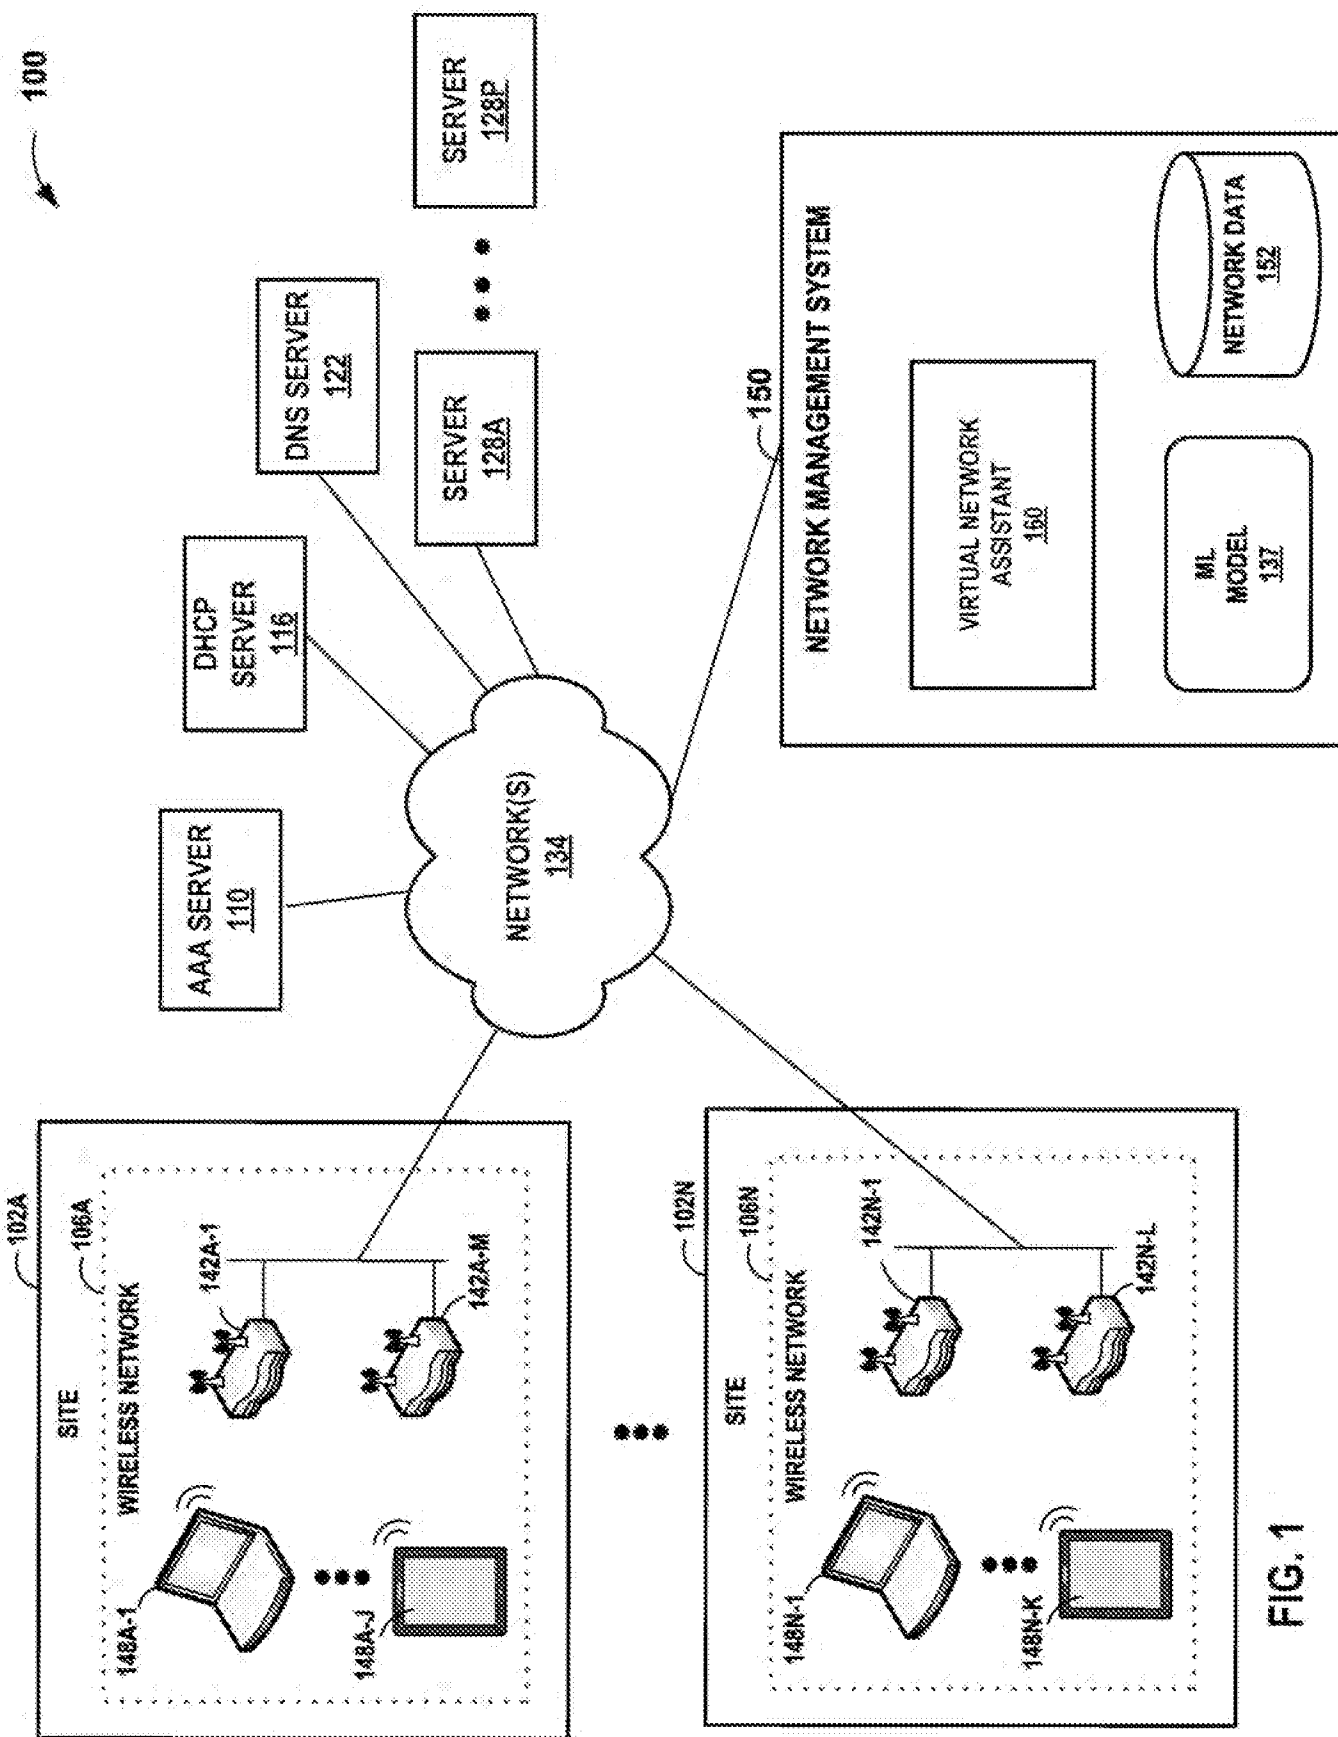 100
SITE
102A
WIRELESS NETWORK
106A
148A-1
148A-J
142A-1
142A-M
AAA SERVER
110
DHCP
SERVER
116
DNS SERVER
122
SERVER
128A
SERVER
128P
NETWORK(S)
134
SITE
102N
WIRELESS NETWORK
106N
148N-1
148N-K
142N-1
142N-L
150
NETWORK MANAGEMENT SYSTEM
VIRTUAL NETWORK
ASSISTANT
160
ML
MODEL
137
NETWORK DATA
152
FIG. 1